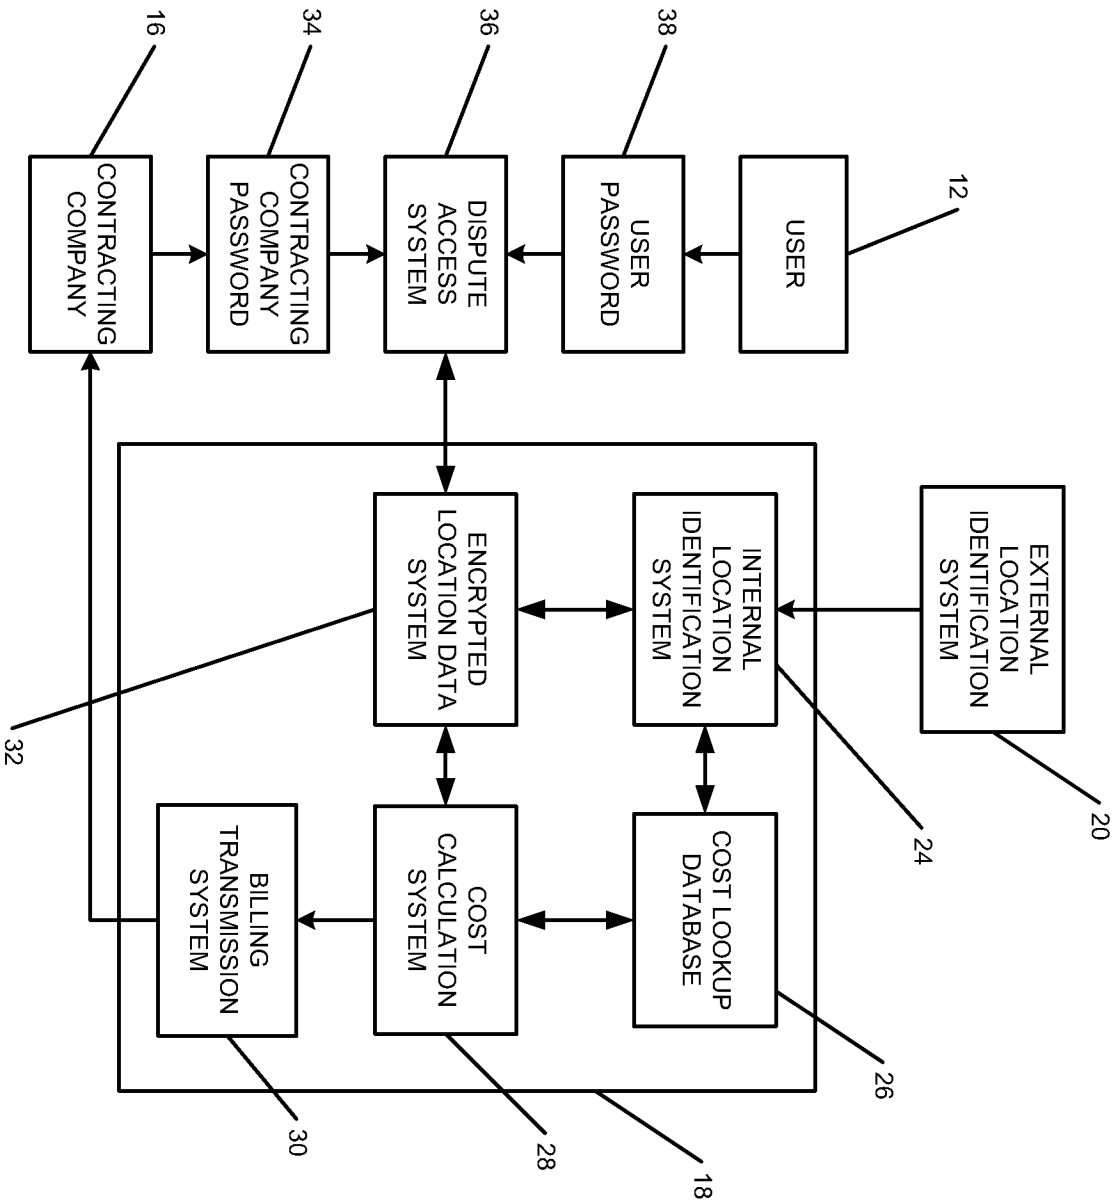 20
EXTERNAL
LOCATION
IDENTIFICATION
SYSTEM
12
24
26
USER
INTERNAL
LOCATION
IDENTIFICATION
SYSTEM
COST LOOKUP
DATABASE
18
38
USER
PASSWORD
28
36
DISPUTE
ACCESS
SYSTEM
ENCRYPTED
LOCATION DATA
SYSTEM
COST
CALCULATION
SYSTEM
34
30
CONTRACTING
COMPANY
PASSWORD
BILLING
TRANSMISSION
SYSTEM
16
CONTRACTING
COMPANY
32